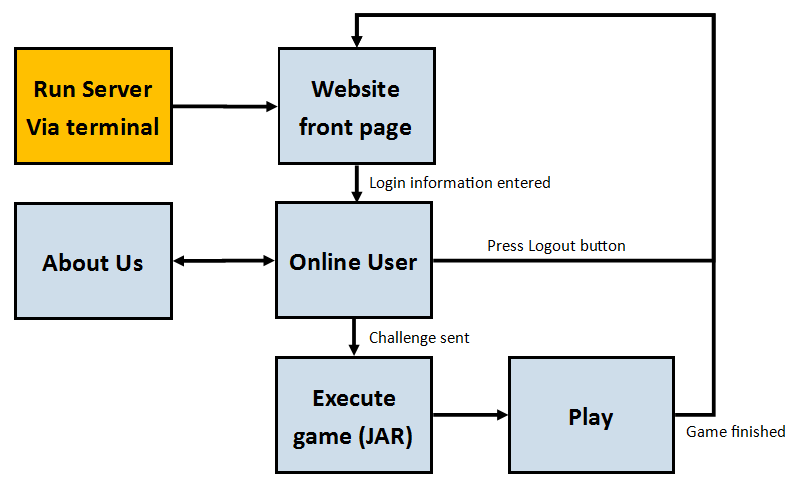 Run Server
Via terminal
Website
front page
Login information entered
About Us
Online User
Press Logout button
Challenge sent
Execute
game (JAR)
Play
Game finished